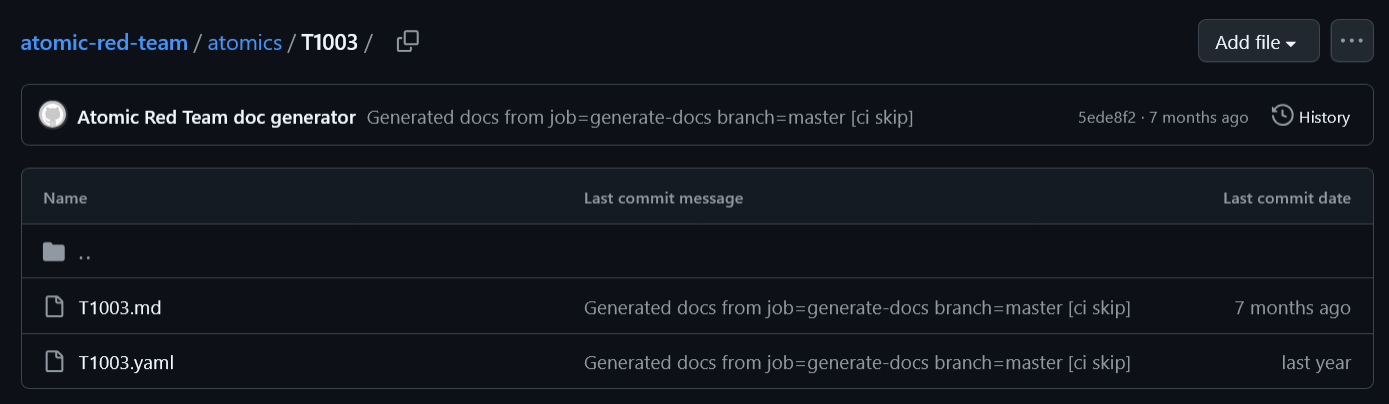 atomic-red-team / atomics / T1003 /
Add file
Atomic Red Team doc generator Generated docs from job=generate-docs branch=master [ci skip] 5ede8f2 · 7 months ago History
Name Last commit message Last commit date
..
T1003.md Generated docs from job=generate-docs branch=master [ci skip] 7 months ago
T1003.yaml Generated docs from job=generate-docs branch=master [ci skip] last year